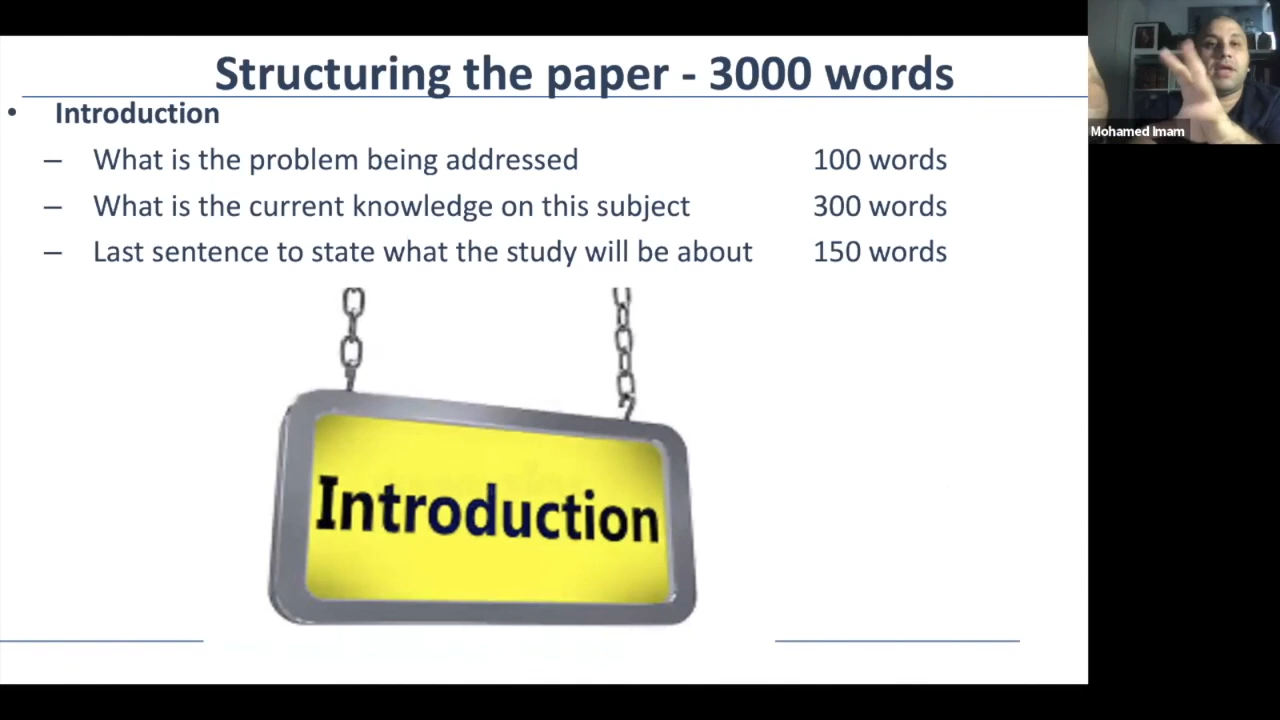 Structuring the paper - 3000 words
• Introduction
– What is the problem being addressed 100 words
– What is the current knowledge on this subject 300 words
– Last sentence to state what the study will be about 150 words
Introduction
Mohamed Imam